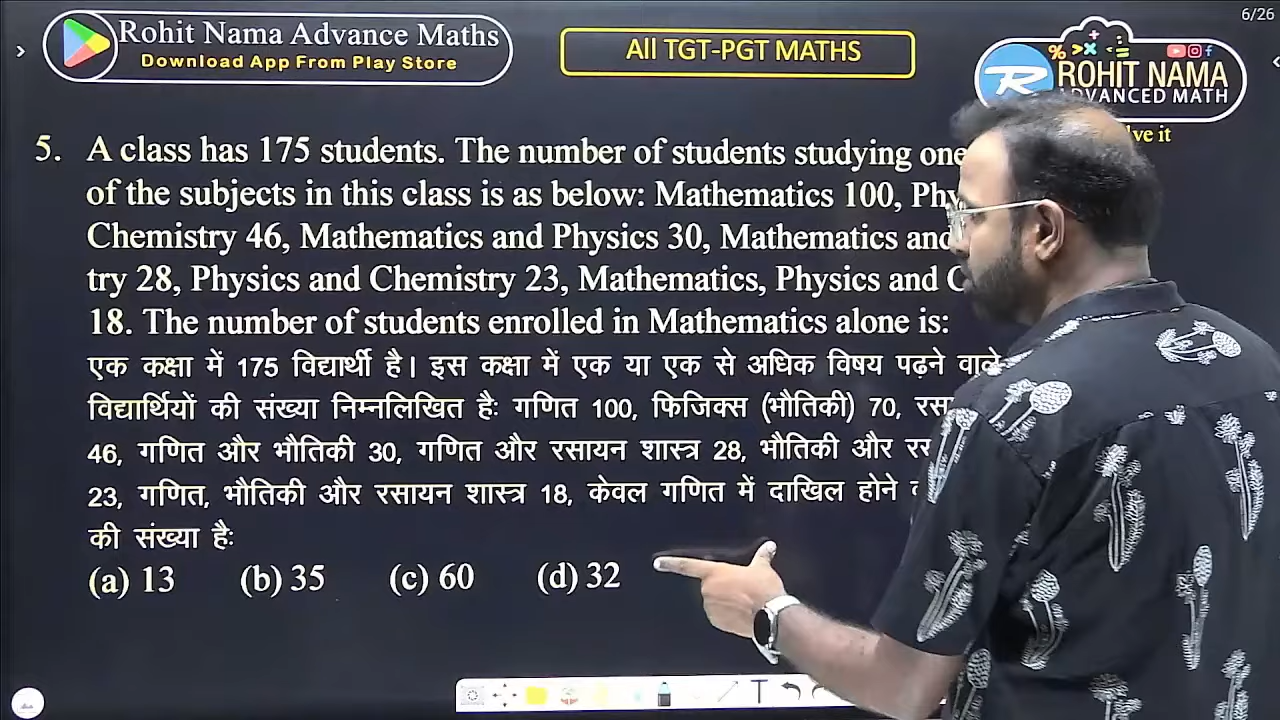 6/26
Rohit Nama Advance Maths
Download App From Play Store
All TGT-PGT MATHS
ROHIT NAMA
ADVANCED MATH
lve it
5. A class has 175 students. The number of students studying one
of the subjects in this class is as below: Mathematics 100, Phy
Chemistry 46, Mathematics and Physics 30, Mathematics and
try 28, Physics and Chemistry 23, Mathematics, Physics and C
18. The number of students enrolled in Mathematics alone is:
एक कक्षा में 175 विद्यार्थी है। इस कक्षा में एक या एक से अधिक विषय पढ़ने वाले
विद्यार्थियों की संख्या निम्नलिखित हैः गणित 100, फिजिक्स (भौतिकी) 70, रस
46, गणित और भौतिकी 30, गणित और रसायन शास्त्र 28, भौतिकी और र
23, गणित, भौतिकी और रसायन शास्त्र 18, केवल गणित में दाखिल होने
की संख्या हैः
(a) 13 (b) 35 (c) 60 (d) 32